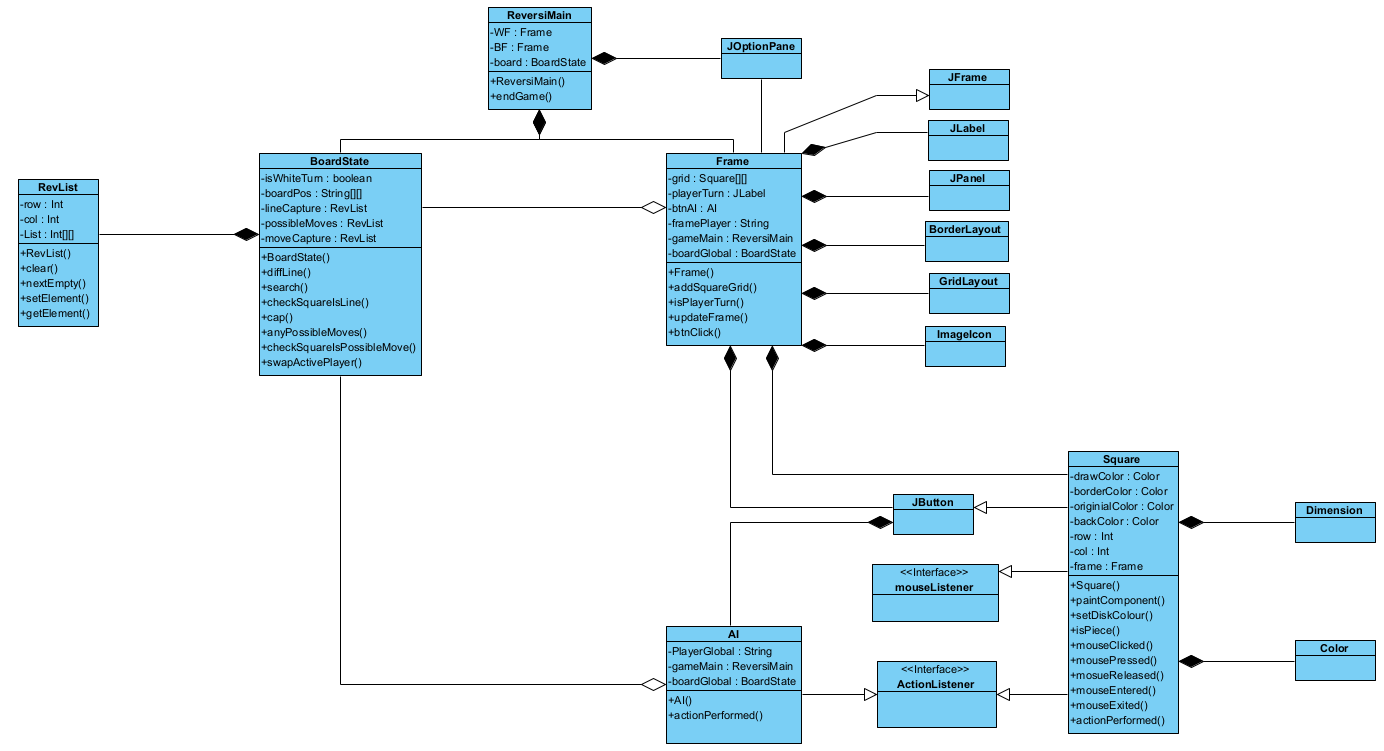 ReversiMain
-WF : Frame
-BF : Frame
-board : BoardState
+ReversiMain()
+endGame()
JOptionPane
JFrame
JLabel
JPanel
BorderLayout
GridLayout
ImageIcon
RevList
-row : Int
-col : Int
-List : Int[][]
+RevList()
+clear()
+nextEmpty()
+setElement()
+getElement()
BoardState
-isWhiteTurn : boolean
-boardPos : String[][]
-lineCapture : RevList
-possibleMoves : RevList
-moveCapture : RevList
+BoardState()
+diffLine()
+search()
+checkSquareIsLine()
+cap()
+anyPossibleMoves()
+checkSquareIsPossibleMove()
+swapActivePlayer()
Frame
-grid : Square[][]
-playerTurn : JLabel
-btnAI : AI
-framePlayer : String
-gameMain : ReversiMain
-boardGlobal : BoardState
+Frame()
+addSquareGrid()
+isPlayerTurn()
+updateFrame()
+btnClick()
JButton
<<Interface>>
mouseListener
<<Interface>>
ActionListener
AI
-PlayerGlobal : String
-gameMain : ReversiMain
-boardGlobal : BoardState
+AI()
+actionPerformed()
Square
-drawColor : Color
-borderColor : Color
-originialColor : Color
-backColor : Color
-row : Int
-col : Int
-frame : Frame
+Square()
+paintComponent()
+setDiskColour()
+isPiece()
+mouseClicked()
+mousePressed()
+mosueReleased()
+mouseEntered()
+mouseExited()
+actionPerformed()
Dimension
Color